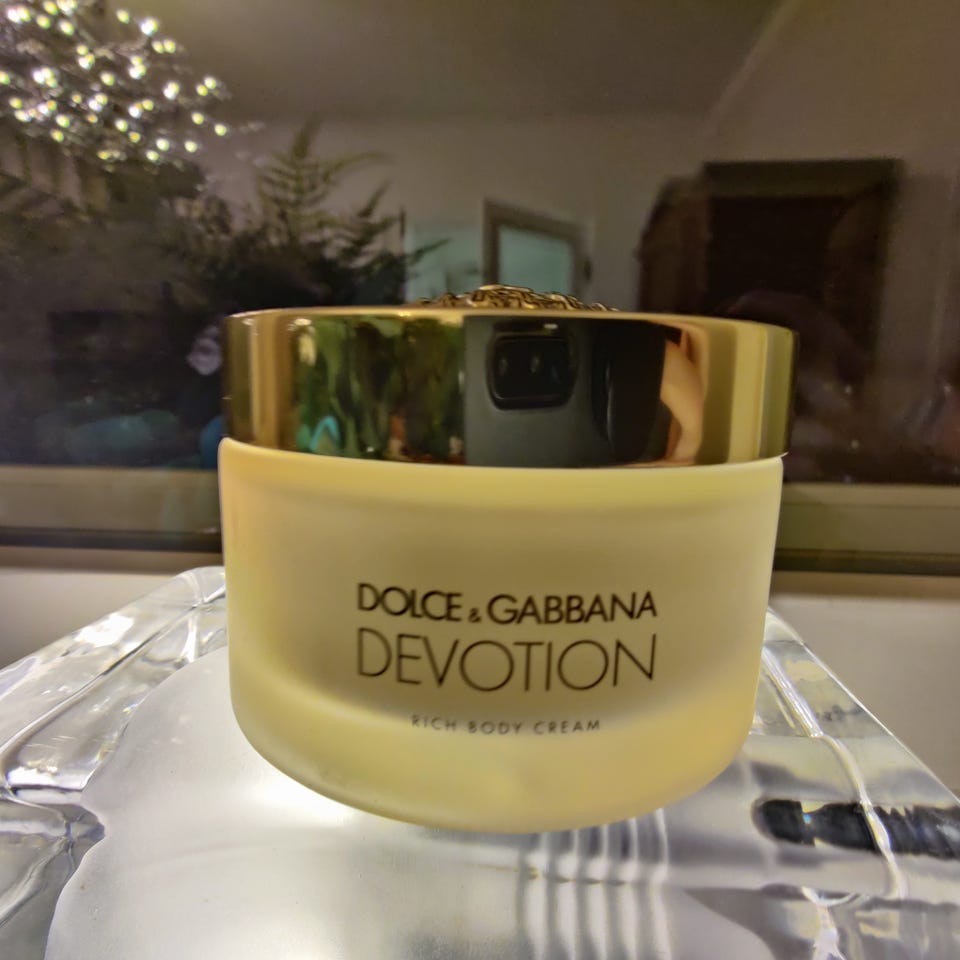 DOLCE & GABBANA
DEVOTION
RICH BODY CREAM